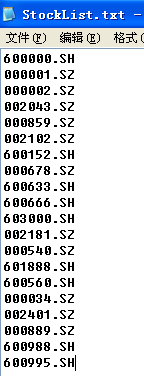 StockList.txt -
文件(F) 编辑(E) 格式(
600000.SH
000001.SZ
000002.SZ
002043.SZ
000859.SZ
002102.SZ
600152.SH
000678.SZ
600633.SH
600666.SH
603000.SH
002181.SZ
000540.SZ
601888.SH
600560.SH
000034.SZ
002401.SZ
000889.SZ
600988.SH
600995.SH